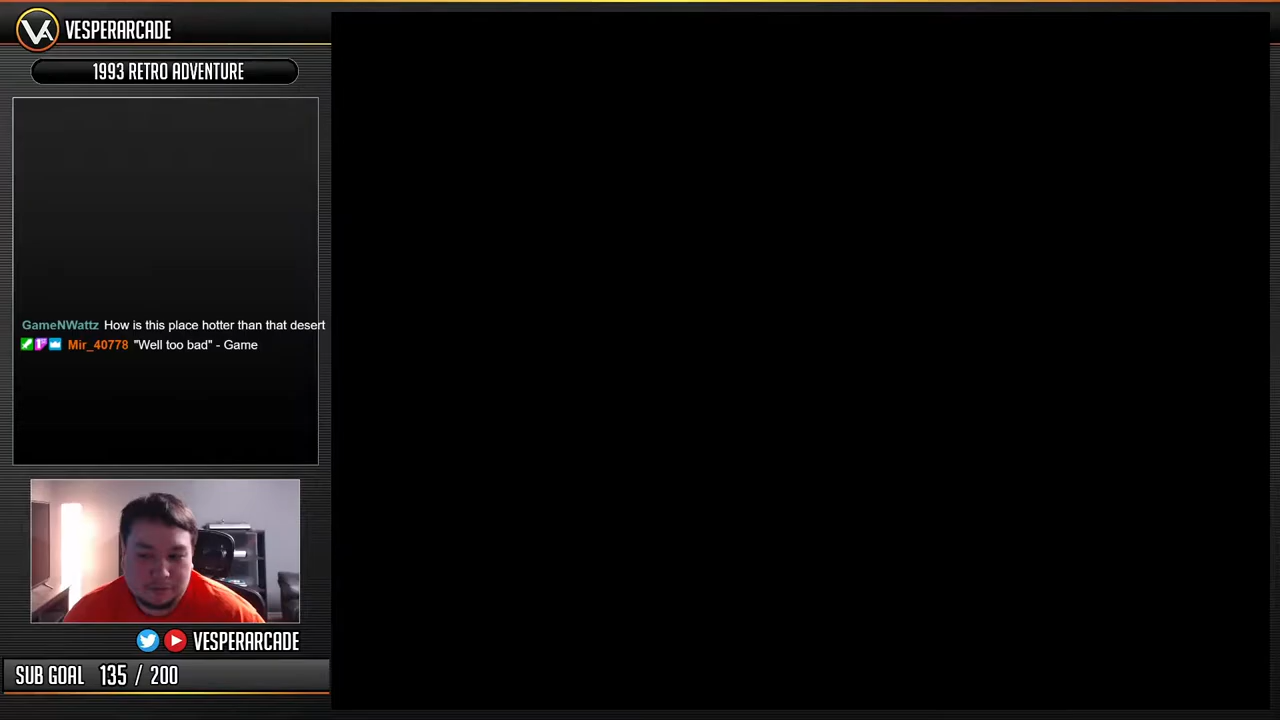 VA VESPERARCADE
1993 RETRO ADVENTURE
GameNWattz How is this place hotter than that desert
Mir_40778 "Well too bad" - Game
VESPERARCADE
SUB GOAL 135 / 200